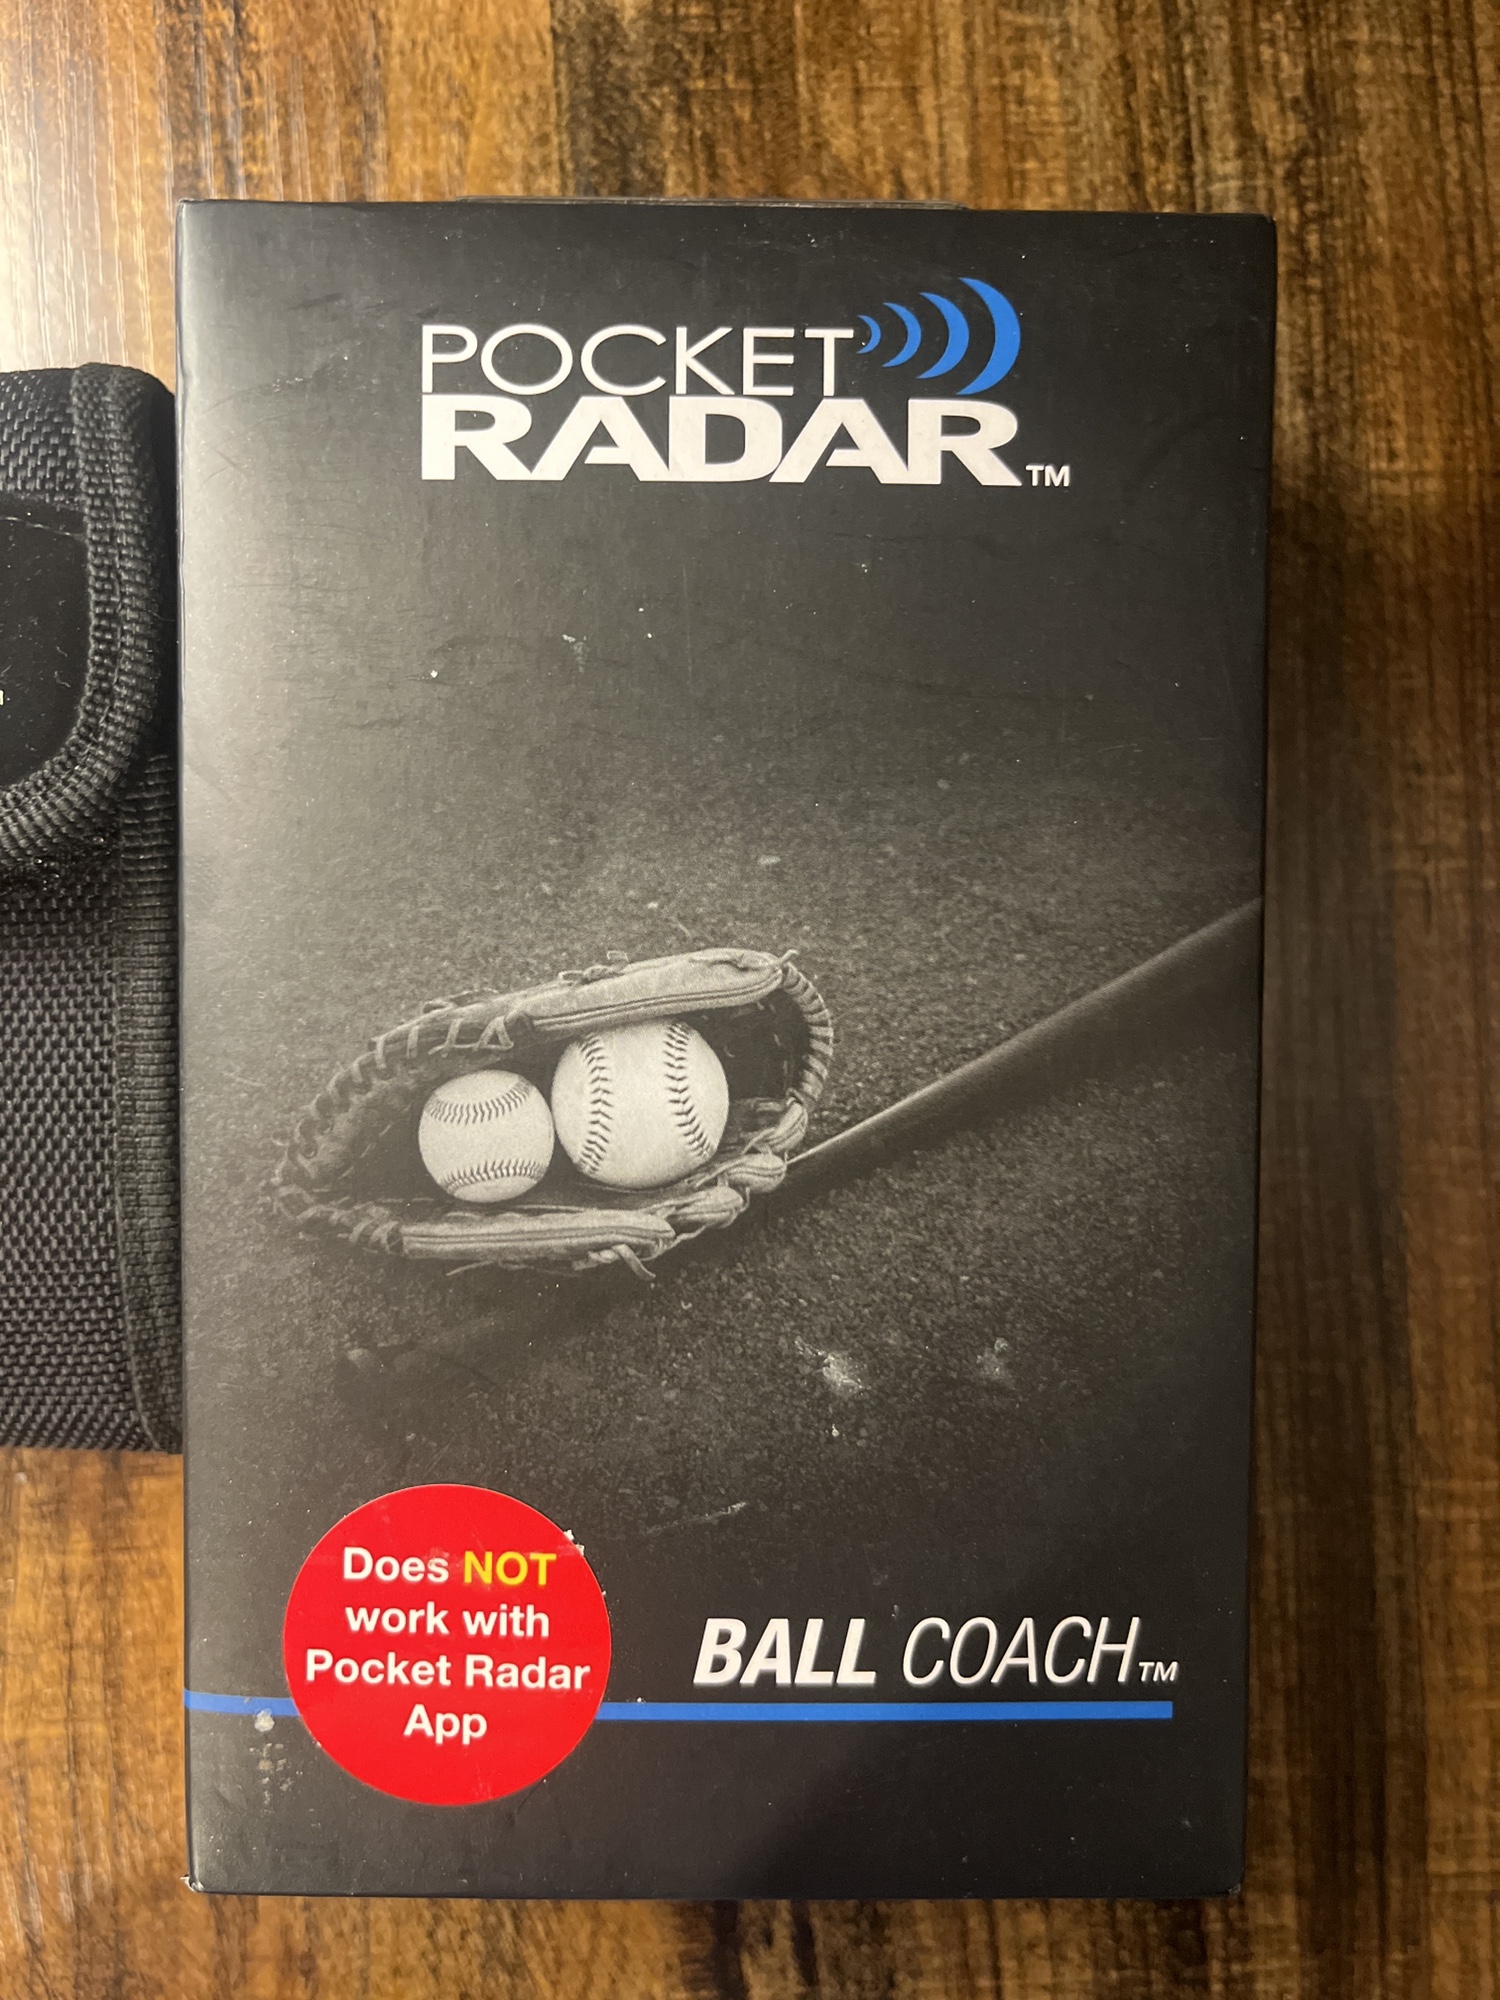 POCKET
RADAR™
Does NOT
work with
Pocket Radar
App
BALL COACH™